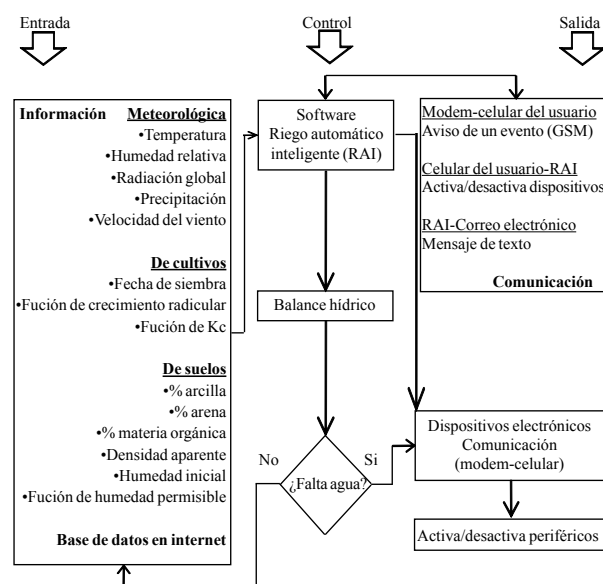 Entrada
Control
Salida
Información Meteorológica
•Temperatura
•Humedad relativa
•Radiación global
•Precipitación
•Velocidad del viento
De cultivos
•Fecha de siembra
•Fución de crecimiento radicular
•Fución de Kc
De suelos
•% arcilla
•% arena
•% materia orgánica
•Densidad aparente
•Humedad inicial
•Fución de humedad permisible
Base de datos en internet
Software
Riego automático
inteligente (RAI)
Balance hídrico
¿Falta agua?
No
Si
Modem-celular del usuario
Aviso de un evento (GSM)
Celular del usuario-RAI
Activa/desactiva dispositivos
RAI-Correo electrónico
Mensaje de texto
Comunicación
Dispositivos electrónicos
Comunicación
(modem-celular)
Activa/desactiva periféricos